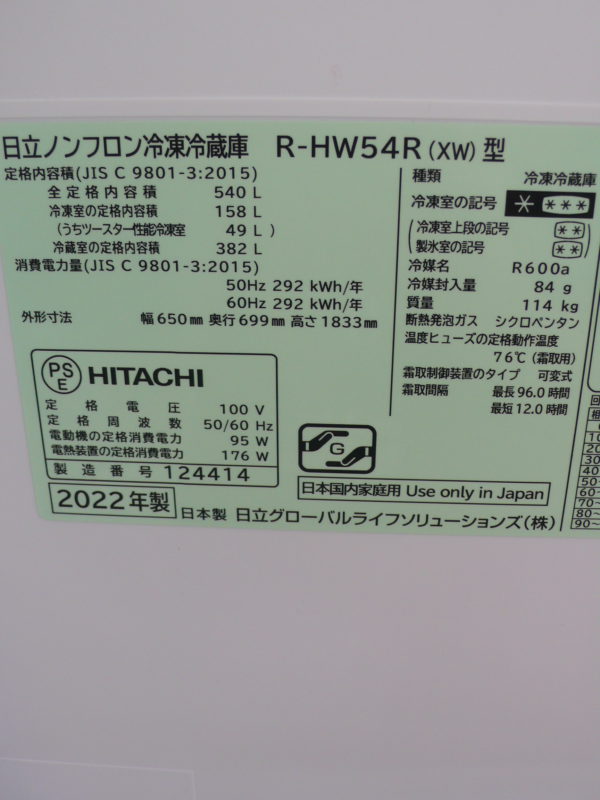 日立ノンフロン冷凍冷蔵庫 R-HW54R(XW)型
定格内容積(JIS C 9801-3:2015)
全定格内容積 540 L
冷凍室の定格内容積 158 L
(うちツースター性能冷凍室 49 L )
冷蔵室の定格内容積 382 L
消費電力量(JIS C 9801-3:2015)
50Hz 292 kWh/年
60Hz 292 kWh/年
外形寸法 幅650㎜ 奥行699㎜ 高さ1833㎜
種類 冷凍冷蔵庫
冷凍室の記号 * ***
(冷凍室上段の記号 **)
(製氷室の記号 **)
冷媒名 R600a
冷媒封入量 84 g
質量 114 kg
断熱発泡ガス シクロペンタン
温度ヒューズの定格動作温度
76℃(霜取用)
霜取制御装置のタイプ 可変式
霜取間隔 最長96.0時間
最短12.0時間
PS
E
HITACHI
定格電圧 100 V
定格周波数 50/60 Hz
電動機の定格消費電力 95 W
電熱装置の定格消費電力 176 W
製造番号 124414
2022年製
日本製 日立グローバルライフソリューションズ(株)
G
日本国内家庭用 Use only in Japan